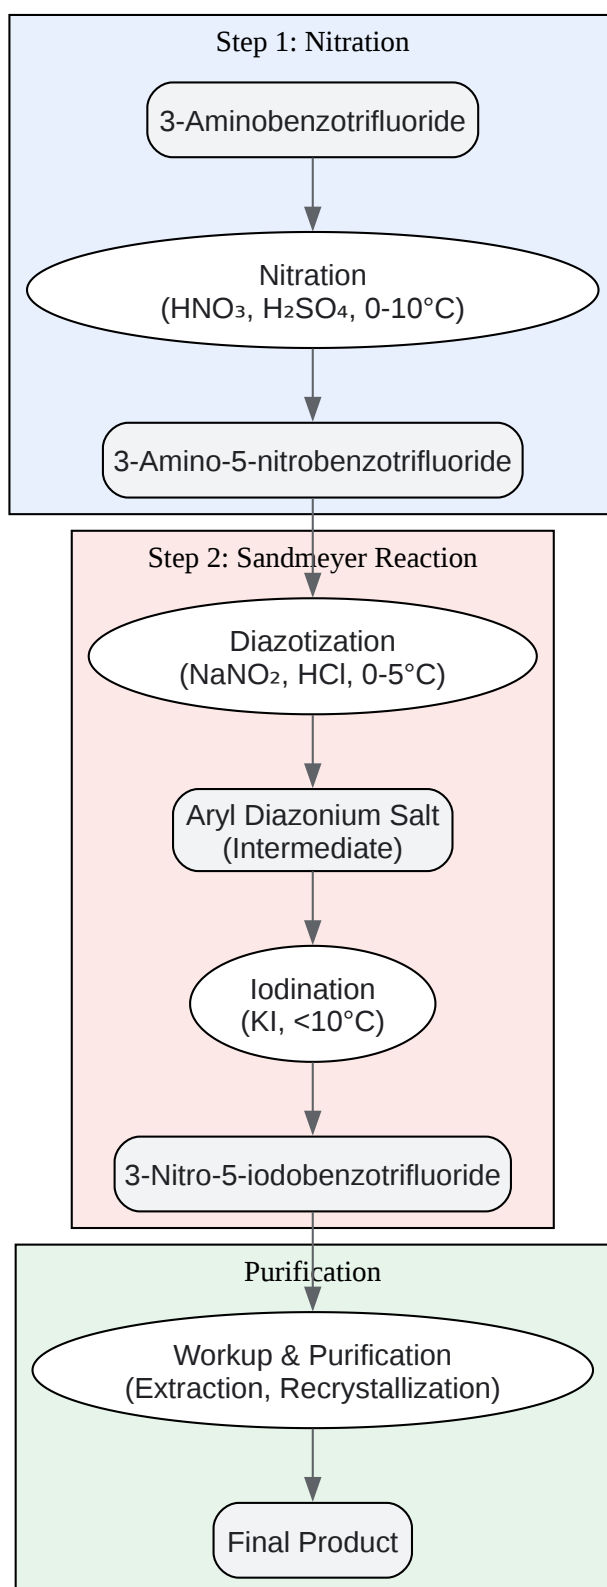 Step 1: Nitration
3-Aminobenzotrifluoride
Nitration
(HNO₃, H₂SO₄, 0-10°C)
3-Amino-5-nitrobenzotrifluoride
Step 2: Sandmeyer Reaction
Diazotization
(NaNO₂, HCl, 0-5°C)
Aryl Diazonium Salt
(Intermediate)
Iodination
(KI, <10°C)
3-Nitro-5-iodobenzotrifluoride
Purification
Workup & Purification
(Extraction, Recrystallization)
Final Product